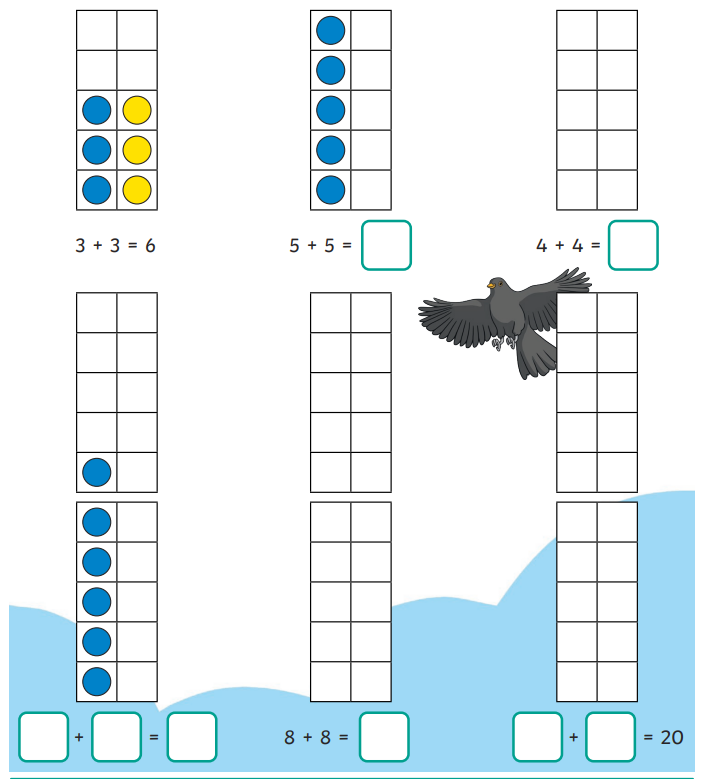 3 + 3 = 6
5 + 5 =
4 + 4 =
+ =
8 + 8 =
+ = 20